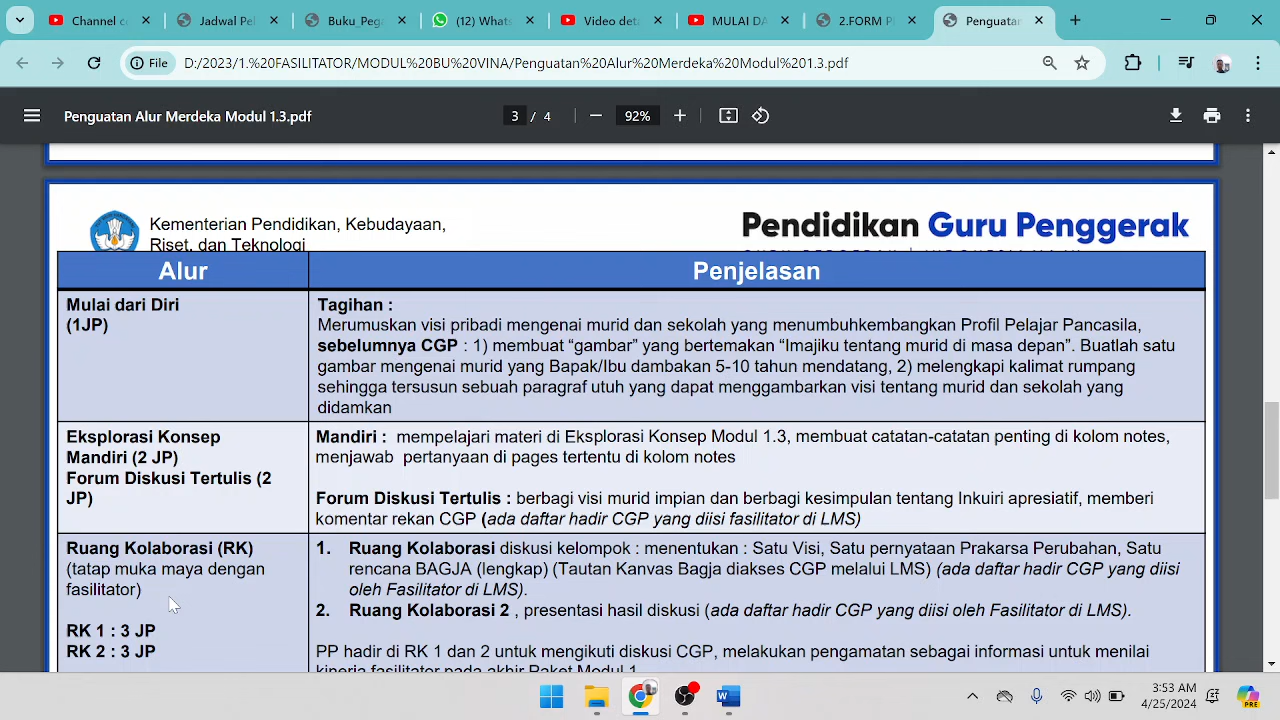 Channel c
Jadwal Pel
Buku_Peg
(12) Whats
Video deta
MULAI DA
2.FORM P
Penguatan
File
D:/2023/1.%20FASILITATOR/MODUL%20BU%20VINA/Penguatan%20Alur%20Merdeka%20Modul%201.3.pdf
Penguatan Alur Merdeka Modul 1.3.pdf
3 / 4
92%
Kementerian Pendidikan, Kebudayaan,
Riset, dan Teknologi
Pendidikan Guru Penggerak
Alur
Penjelasan
Mulai dari Diri
(1JP)
Tagihan :
Merumuskan visi pribadi mengenai murid dan sekolah yang menumbuhkembangkan Profil Pelajar Pancasila,
sebelumnya CGP : 1) membuat “gambar” yang bertemakan “Imajiku tentang murid di masa depan”. Buatlah satu
gambar mengenai murid yang Bapak/Ibu dambakan 5-10 tahun mendatang, 2) melengkapi kalimat rumpang
sehingga tersusun sebuah paragraf utuh yang dapat menggambarkan visi tentang murid dan sekolah yang
didamkan
Eksplorasi Konsep
Mandiri (2 JP)
Forum Diskusi Tertulis (2
JP)
Mandiri : mempelajari materi di Eksplorasi Konsep Modul 1.3, membuat catatan-catatan penting di kolom notes,
menjawab pertanyaan di pages tertentu di kolom notes
Forum Diskusi Tertulis : berbagi visi murid impian dan berbagi kesimpulan tentang Inkuiri apresiatif, memberi
komentar rekan CGP (ada daftar hadir CGP yang diisi fasilitator di LMS)
Ruang Kolaborasi (RK)
(tatap muka maya dengan
fasilitator)
RK 1 : 3 JP
RK 2 : 3 JP
1. Ruang Kolaborasi diskusi kelompok : menentukan : Satu Visi, Satu pernyataan Prakarsa Perubahan, Satu
rencana BAGJA (lengkap) (Tautan Kanvas Bagja diakses CGP melalui LMS) (ada daftar hadir CGP yang diisi
oleh Fasilitator di LMS).
2. Ruang Kolaborasi 2 , presentasi hasil diskusi (ada daftar hadir CGP yang diisi oleh Fasilitator di LMS).
PP hadir di RK 1 dan 2 untuk mengikuti diskusi CGP, melakukan pengamatan sebagai informasi untuk menilai
kinerja fasilitator pada akhir Paket Modul 1
3:53 AM
4/25/2024
PRE